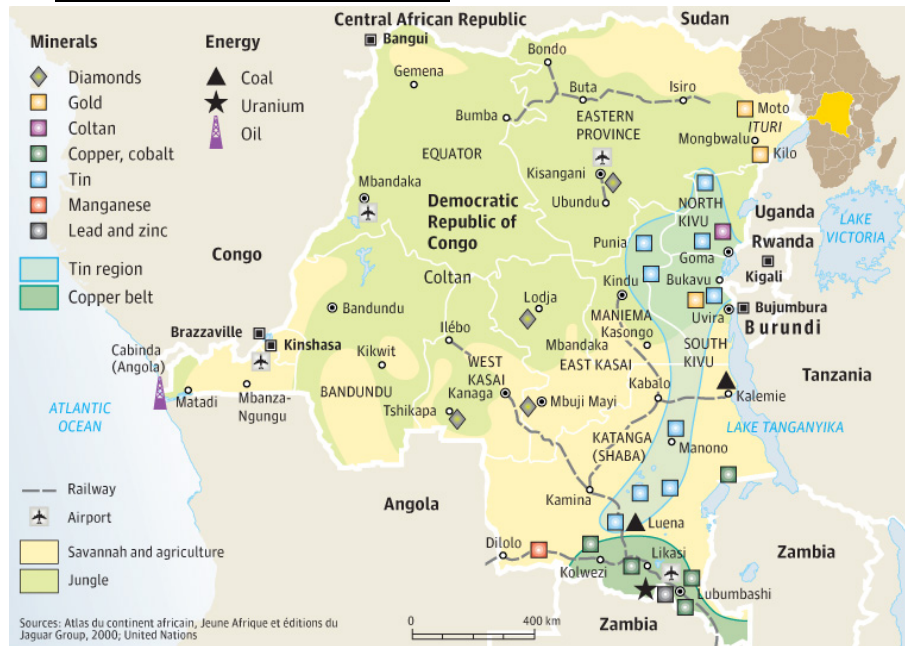 Minerals
Diamonds
Gold
Coltan
Copper, cobalt
Tin
Manganese
Lead and zinc
Tin region
Copper belt
Energy
Coal
Uranium
Oil
Central African Republic
Sudan
Bangui
Gemena
Bondo
Buta
Isiro
Bumba
EASTERN
PROVINCE
Moto
ITURI
Mongbwalu
Kilo
EQUATOR
Kisangani
Ubundu
Mbandaka
Democratic
Republic of
Congo
NORTH
KIVU
Uganda
LAKE
VICTORIA
Congo
Punia
Goma
Rwanda
Kigali
Coltan
Kindu
Bukavu
Bandundu
Lodja
MANIEMA
Uvira
Bujumbura
Burundi
Brazzaville
Kinshasa
Ilébo
Kasongo
Mbandaka
Cabinda
(Angola)
Kikwit
WEST
KASAI
EAST KASAI
SOUTH
KIVU
Tanzania
BANDUNDU
Kanaga
Kabalo
Kalemie
Matadi
Mbanza-
Ngungu
Tshikapa
Mbuji Mayi
ATLANTIC
OCEAN
KATANGA
(SHABA)
Manono
LAKE TANGANYIKA
Railway
Airport
Savannah and agriculture
Jungle
Angola
Kamina
Luena
Dilolo
Kolwezi
Likasi
Lubumbashi
Zambia
Zambia
Sources: Atlas du continent africain, Jeune Afrique et éditions du
Jaguar Group, 2000; United Nations
0 400 km